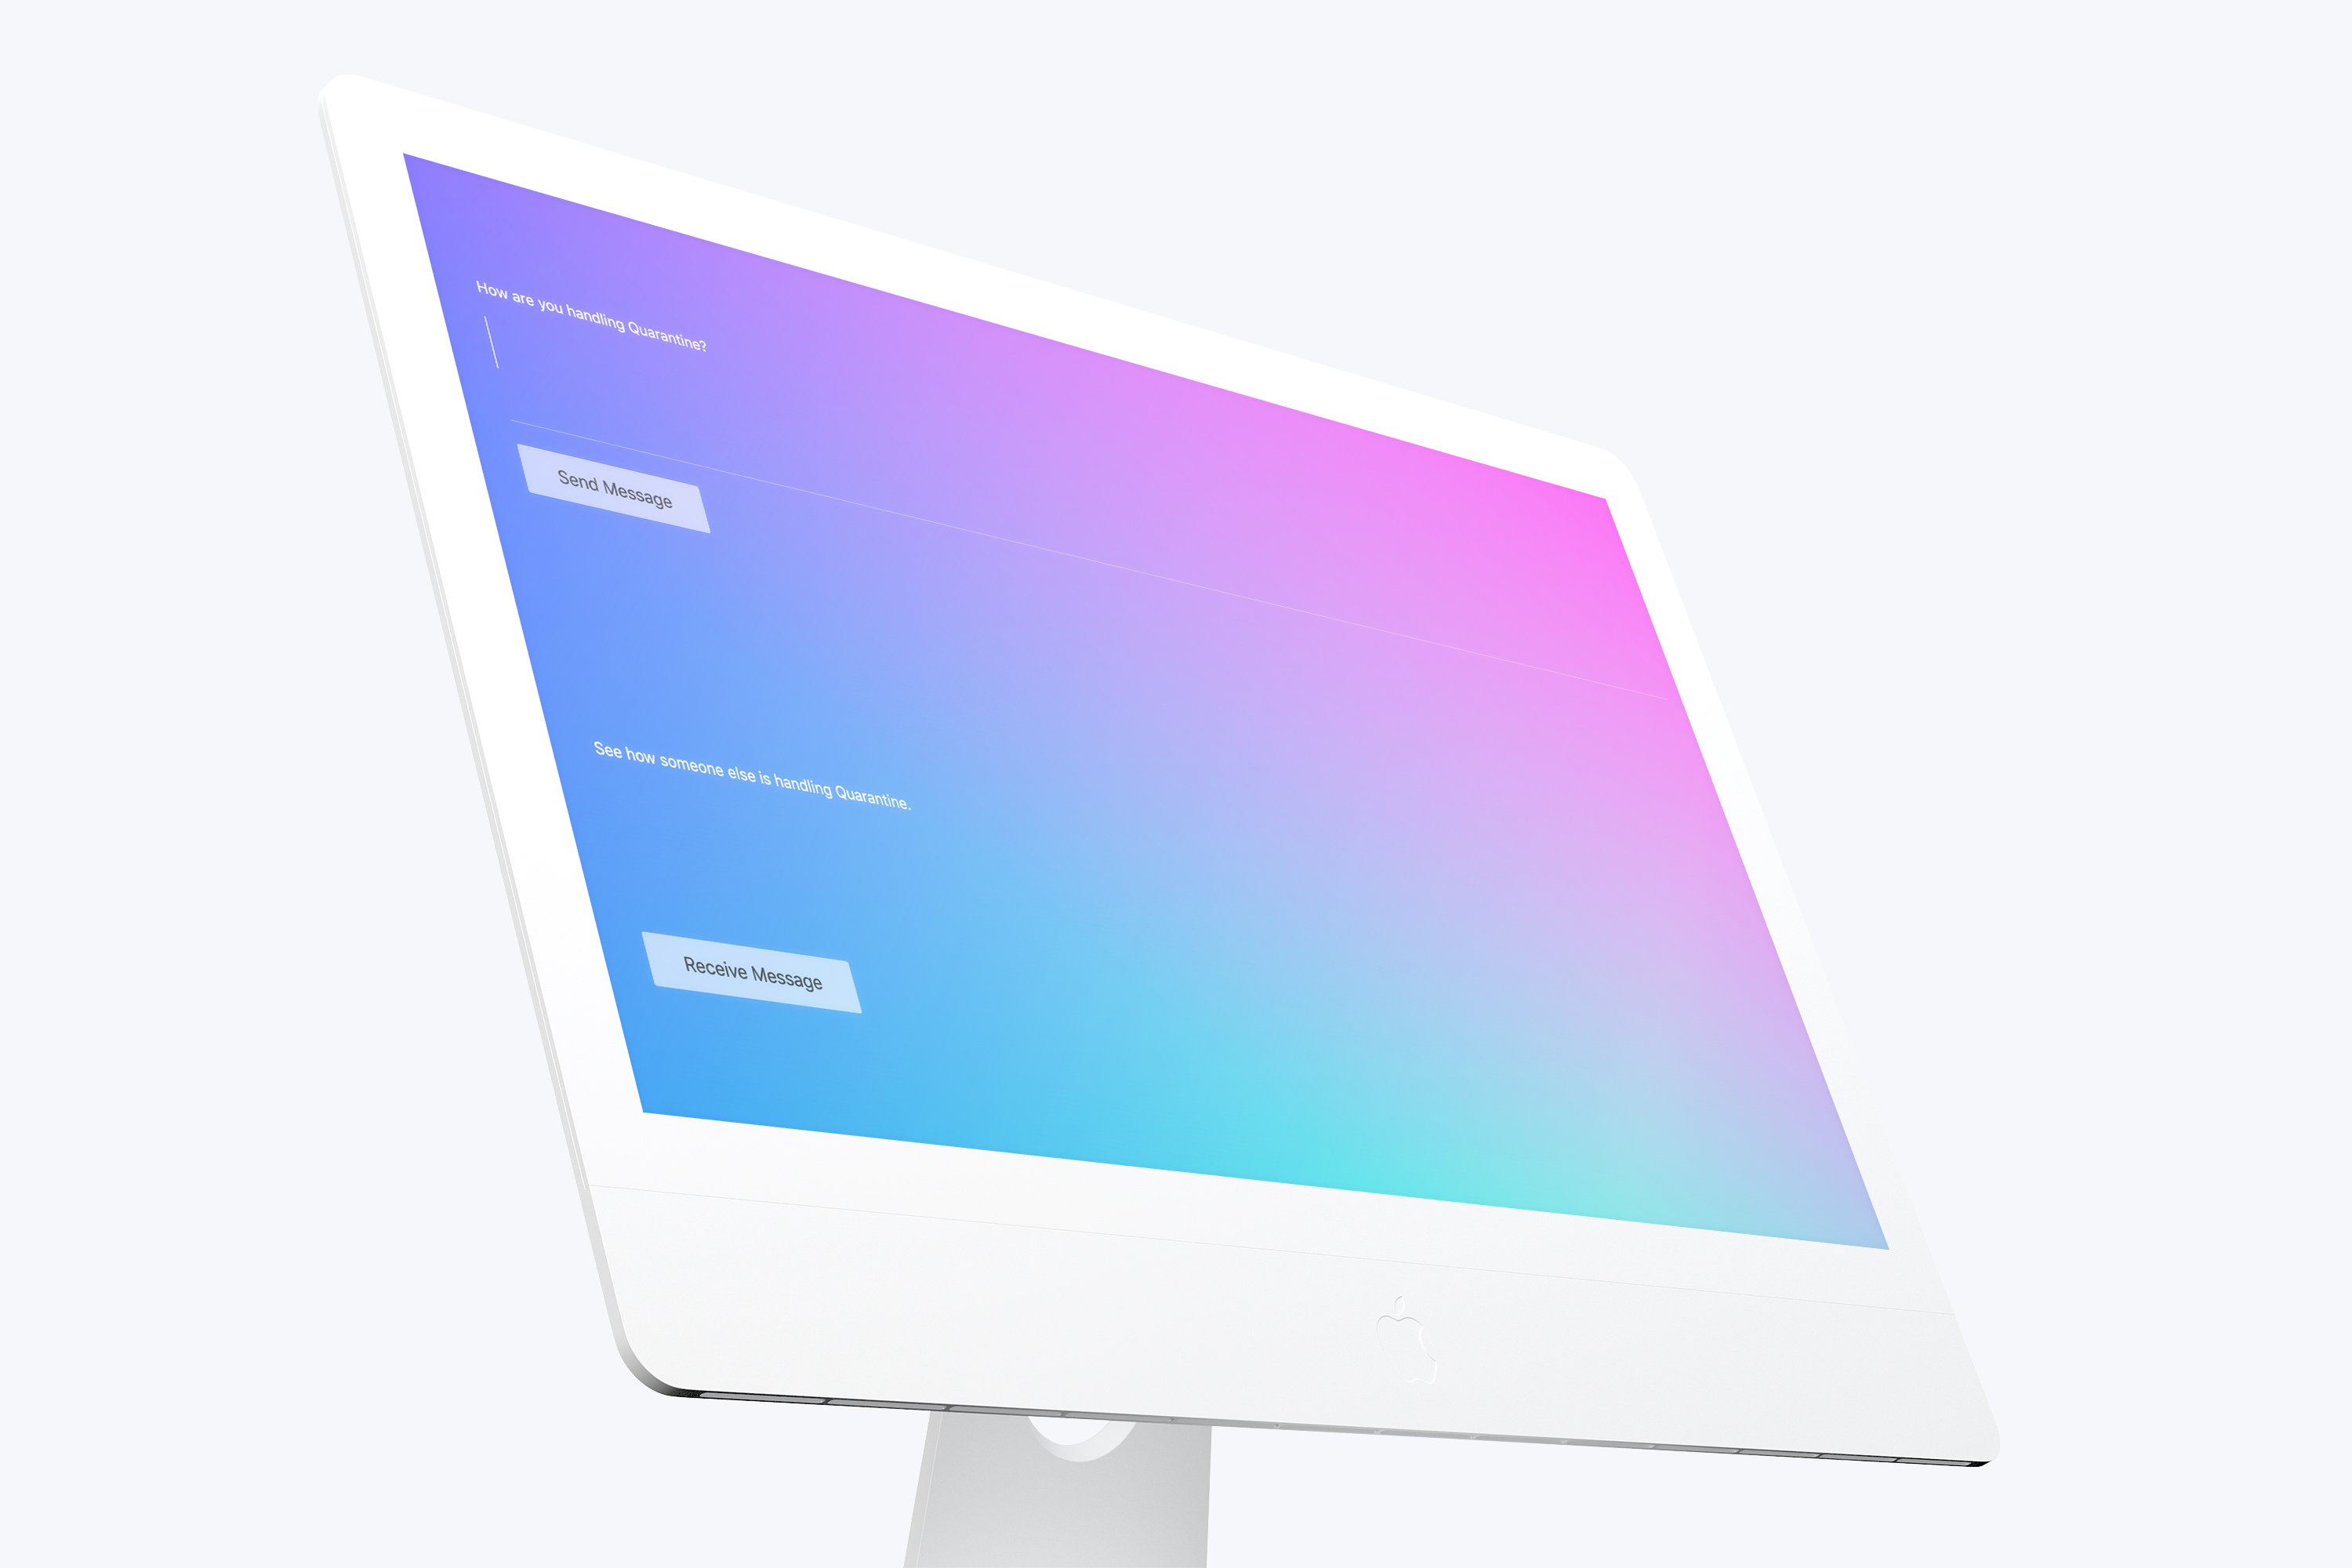 How are you handling Quarantine?
Send Message
See how someone else is handling Quarantine.
Receive Message